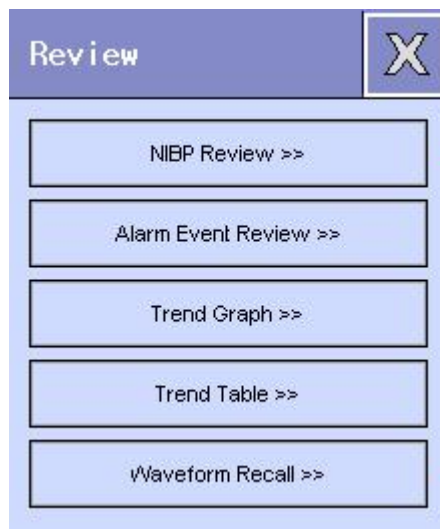 Review
X
NIBP Review >>
Alarm Event Review >>
Trend Graph >>
Trend Table >>
Waveform Recall >>